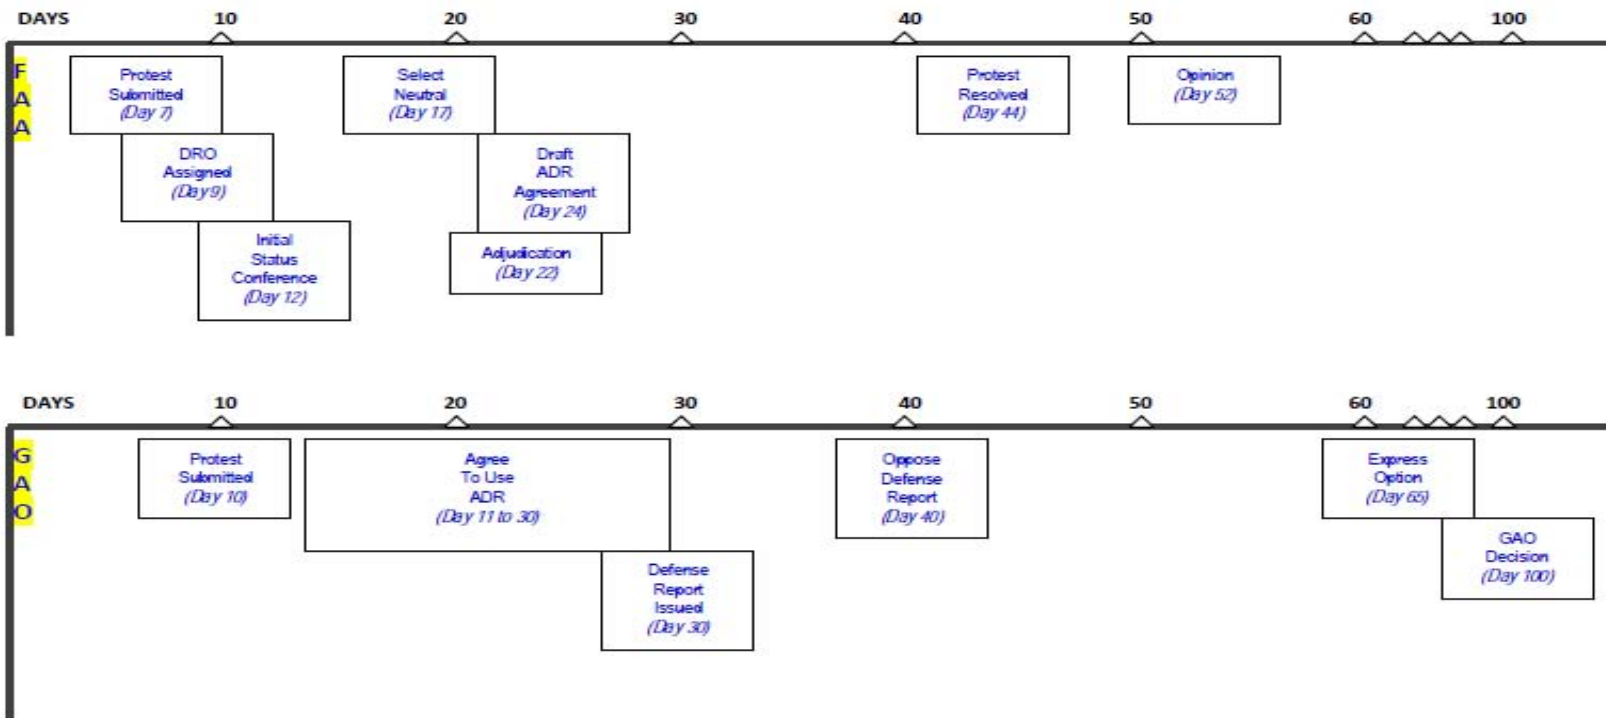 DAYS 10 20 30 40 50 60 100
F
A
A
Protest
Submitted
(Day 7)
DRO
Assigned
(Day 9)
Initial
Status
Conference
(Day 12)
Select
Neutral
(Day 17)
Draft
ADR
Agreement
(Day 24)
Adjudication
(Day 22)
Protest
Resolved
(Day 44)
Opinion
(Day 52)
DAYS 10 20 30 40 50 60 100
G
A
O
Protest
Submitted
(Day 10)
Agree
To Use
ADR
(Day 11 to 30)
Defense
Report
Issued
(Day 30)
Oppose
Defense
Report
(Day 40)
Express
Option
(Day 65)
GAO
Decision
(Day 100)